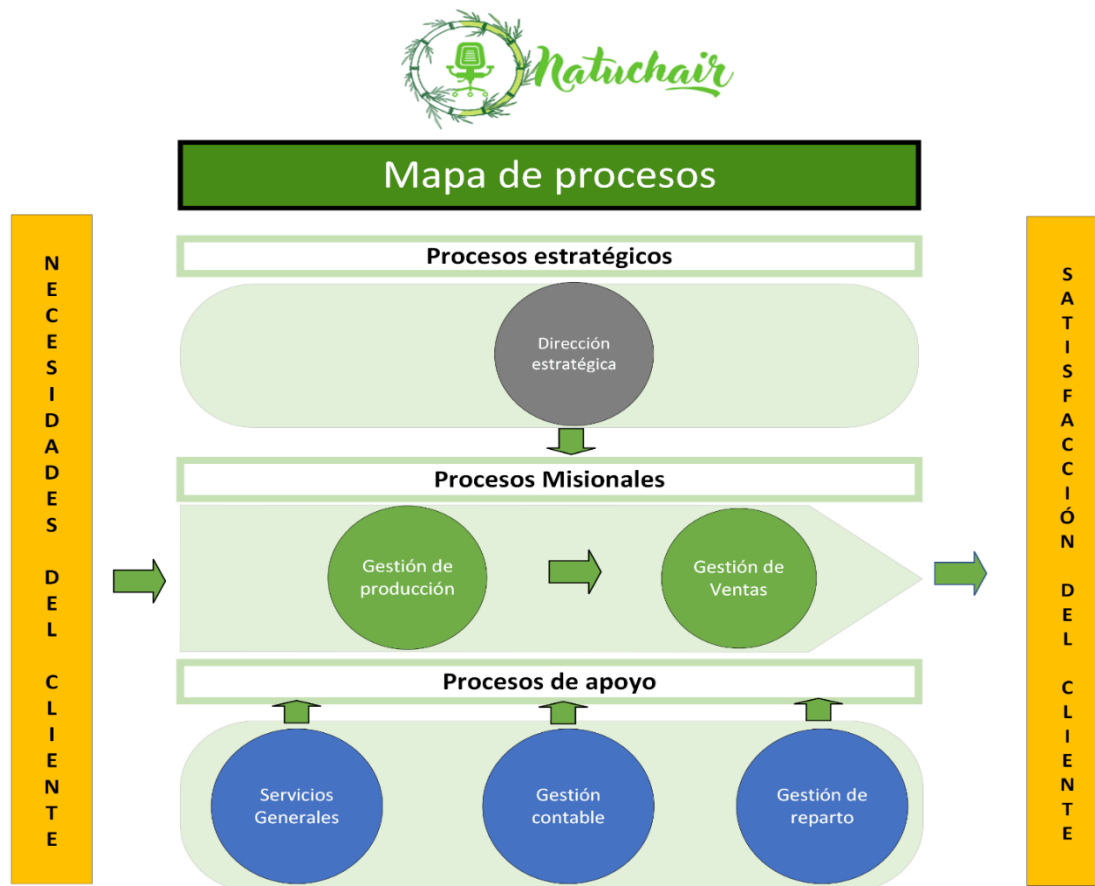 Natuchair
Mapa de procesos
NECESIDADES DEL CLIENTE
Procesos estratégicos
Dirección
estratégica
Procesos Misionales
Gestión de
producción
Gestión de
Ventas
Procesos de apoyo
Servicios
Generales
Gestión
contable
Gestión de
reparto
SATISFACCIÓN DEL CLIENTE